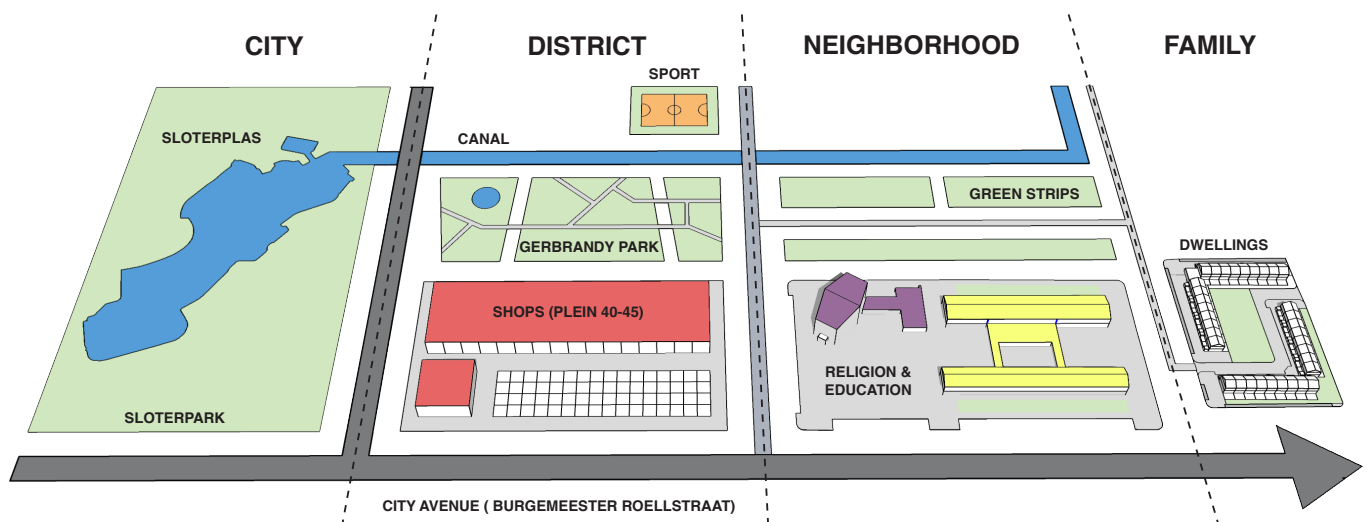 CITY
DISTRICT
NEIGHBORHOOD
FAMILY
SPORT
SLOTERPLAS
CANAL
GREEN STRIPS
GERBRANDY PARK
DWELLINGS
SHOPS (PLEIN 40-45)
RELIGION &
EDUCATION
SLOTERPARK
CITY AVENUE ( BURGEMEESTER ROELLSTRAAT)